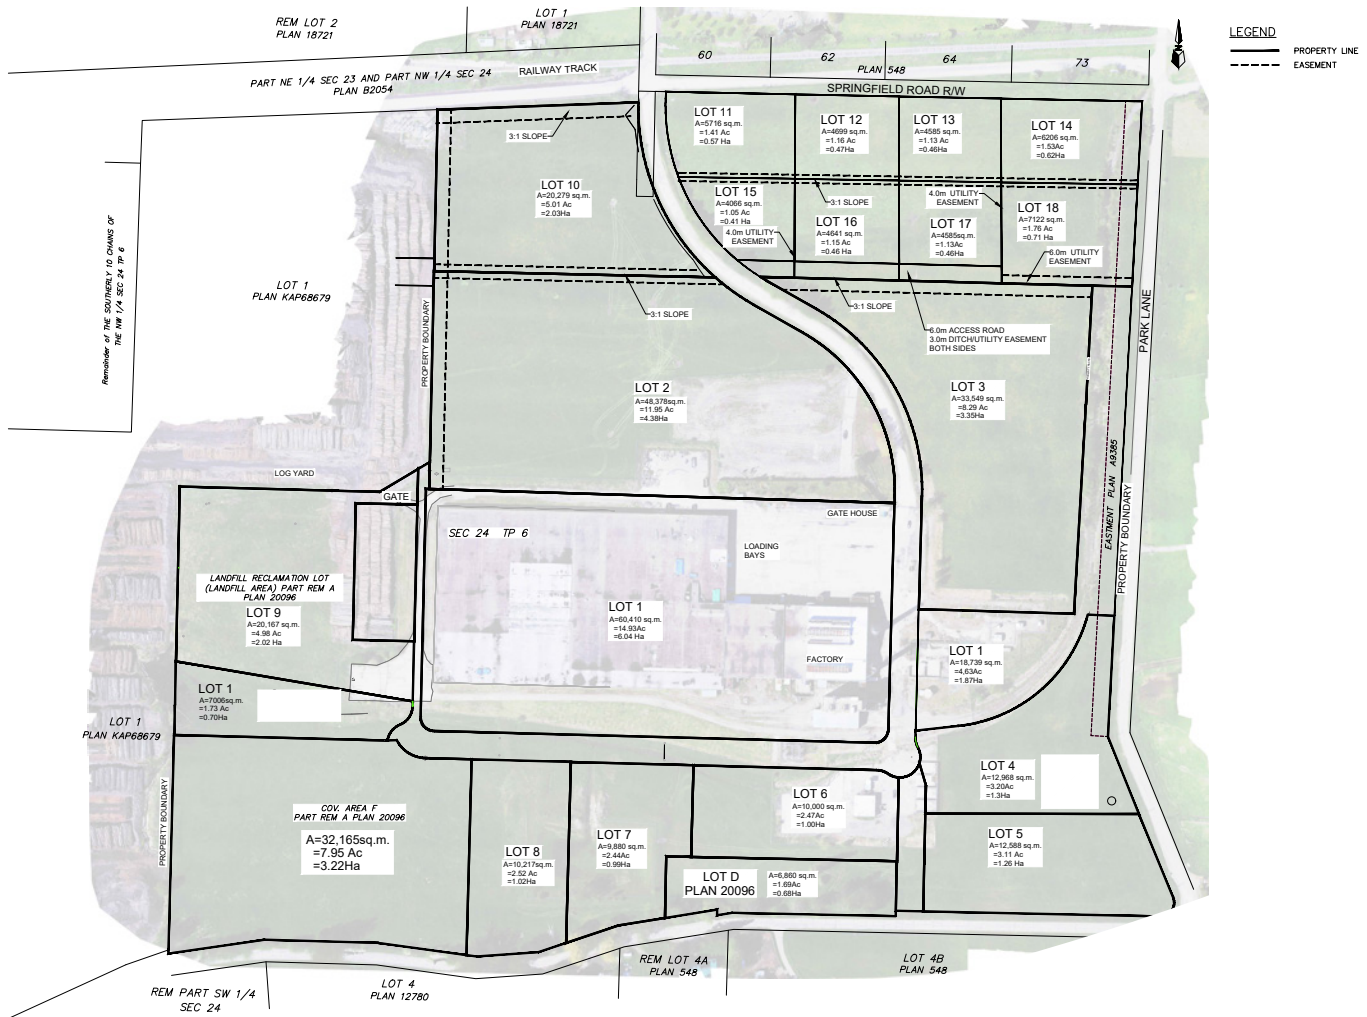 REM LOT 2
PLAN 18721
LOT 1
PLAN 18721
LEGEND
PROPERTY LINE
EASEMENT
60
62
64
73
PLAN 548
SPRINGFIELD ROAD R/W
RAILWAY TRACK
PART NE 1/4 SEC 23 AND PART NW 1/4 SEC 24
PLAN B2054
N
3:1 SLOPE
LOT 11
A=5716 sq.m.
=1.41 Ac
=0.57 Ha
LOT 12
A=4699 sq.m.
=1.16 Ac
=0.47Ha
LOT 13
A=4585 sq.m.
=1.13 Ac
=0.46Ha
LOT 14
A=6206 sq.m.
=1.53Ac
=0.62Ha
LOT 10
A=20,279 sq.m.
=5.01 Ac
=2.03Ha
LOT 15
A=4066 sq.m.
=1.05 Ac
=0.41 Ha
4.0m UTILITY
EASEMENT
3:1 SLOPE
LOT 16
A=4641 sq.m.
=1.15 Ac
=0.46 Ha
4.0m UTILITY
EASEMENT
LOT 17
A=4585sq.m.
=1.13Ac
=0.46Ha
LOT 18
A=7122 sq.m.
=1.76 Ac
=0.71 Ha
6.0m UTILITY
EASEMENT
Remainder of THE SOUTHERLY 10 CHAINS OF
THE NW 1/4 SEC 24 TP 6
LOT 1
PLAN KAP68679
PROPERTY BOUNDARY
3:1 SLOPE
3:1 SLOPE
6.0m ACCESS ROAD
3.0m DITCH/UTILITY EASEMENT
BOTH SIDES
PARK LANE
LOT 2
A=48,378sq.m.
=11.95 Ac
=4.38Ha
LOT 3
A=33,549 sq.m.
=8.29 Ac
=3.35Ha
EASTMENT PLAN A9385
PROPERTY BOUNDARY
LOG YARD
GATE
GATE HOUSE
SEC 24 TP 6
LOADING
BAYS
LANDFILL RECLAMATION LOT
(LANDFILL AREA) PART REM A
PLAN 20096
LOT 9
A=20,167 sq.m.
=4.98 Ac
=2.02 Ha
LOT 1
A=60,410 sq.m.
=14.93Ac
=6.04 Ha
FACTORY
LOT 1
A=18,739 sq.m.
=4,63Ac
=1.87Ha
LOT 1
A=7006sq.m.
=1.73 Ac
=0.70Ha
LOT 1
PLAN KAP68679
PROPERTY BOUNDARY
LOT 4
A=12,968 sq.m.
=3.20Ac
=1.3Ha
COV. AREA F
PART REM A PLAN 20096
A=32,165sq.m.
=7.95 Ac
=3.22Ha
LOT 8
A=10,217sq.m.
=2.52 Ac
=1.02Ha
LOT 7
A=9,880 sq.m.
=2.44Ac
=0.99Ha
LOT 6
A=10,000 sq.m.
=2.47Ac
=1.00Ha
LOT 5
A=12,588 sq.m.
=3.11 Ac
=1.26 Ha
LOT D
PLAN 20096
A=6,860 sq.m.
=1.69Ac
=0.68Ha
REM PART SW 1/4
SEC 24
LOT 4
PLAN 12780
REM LOT 4A
PLAN 548
LOT 4B
PLAN 548